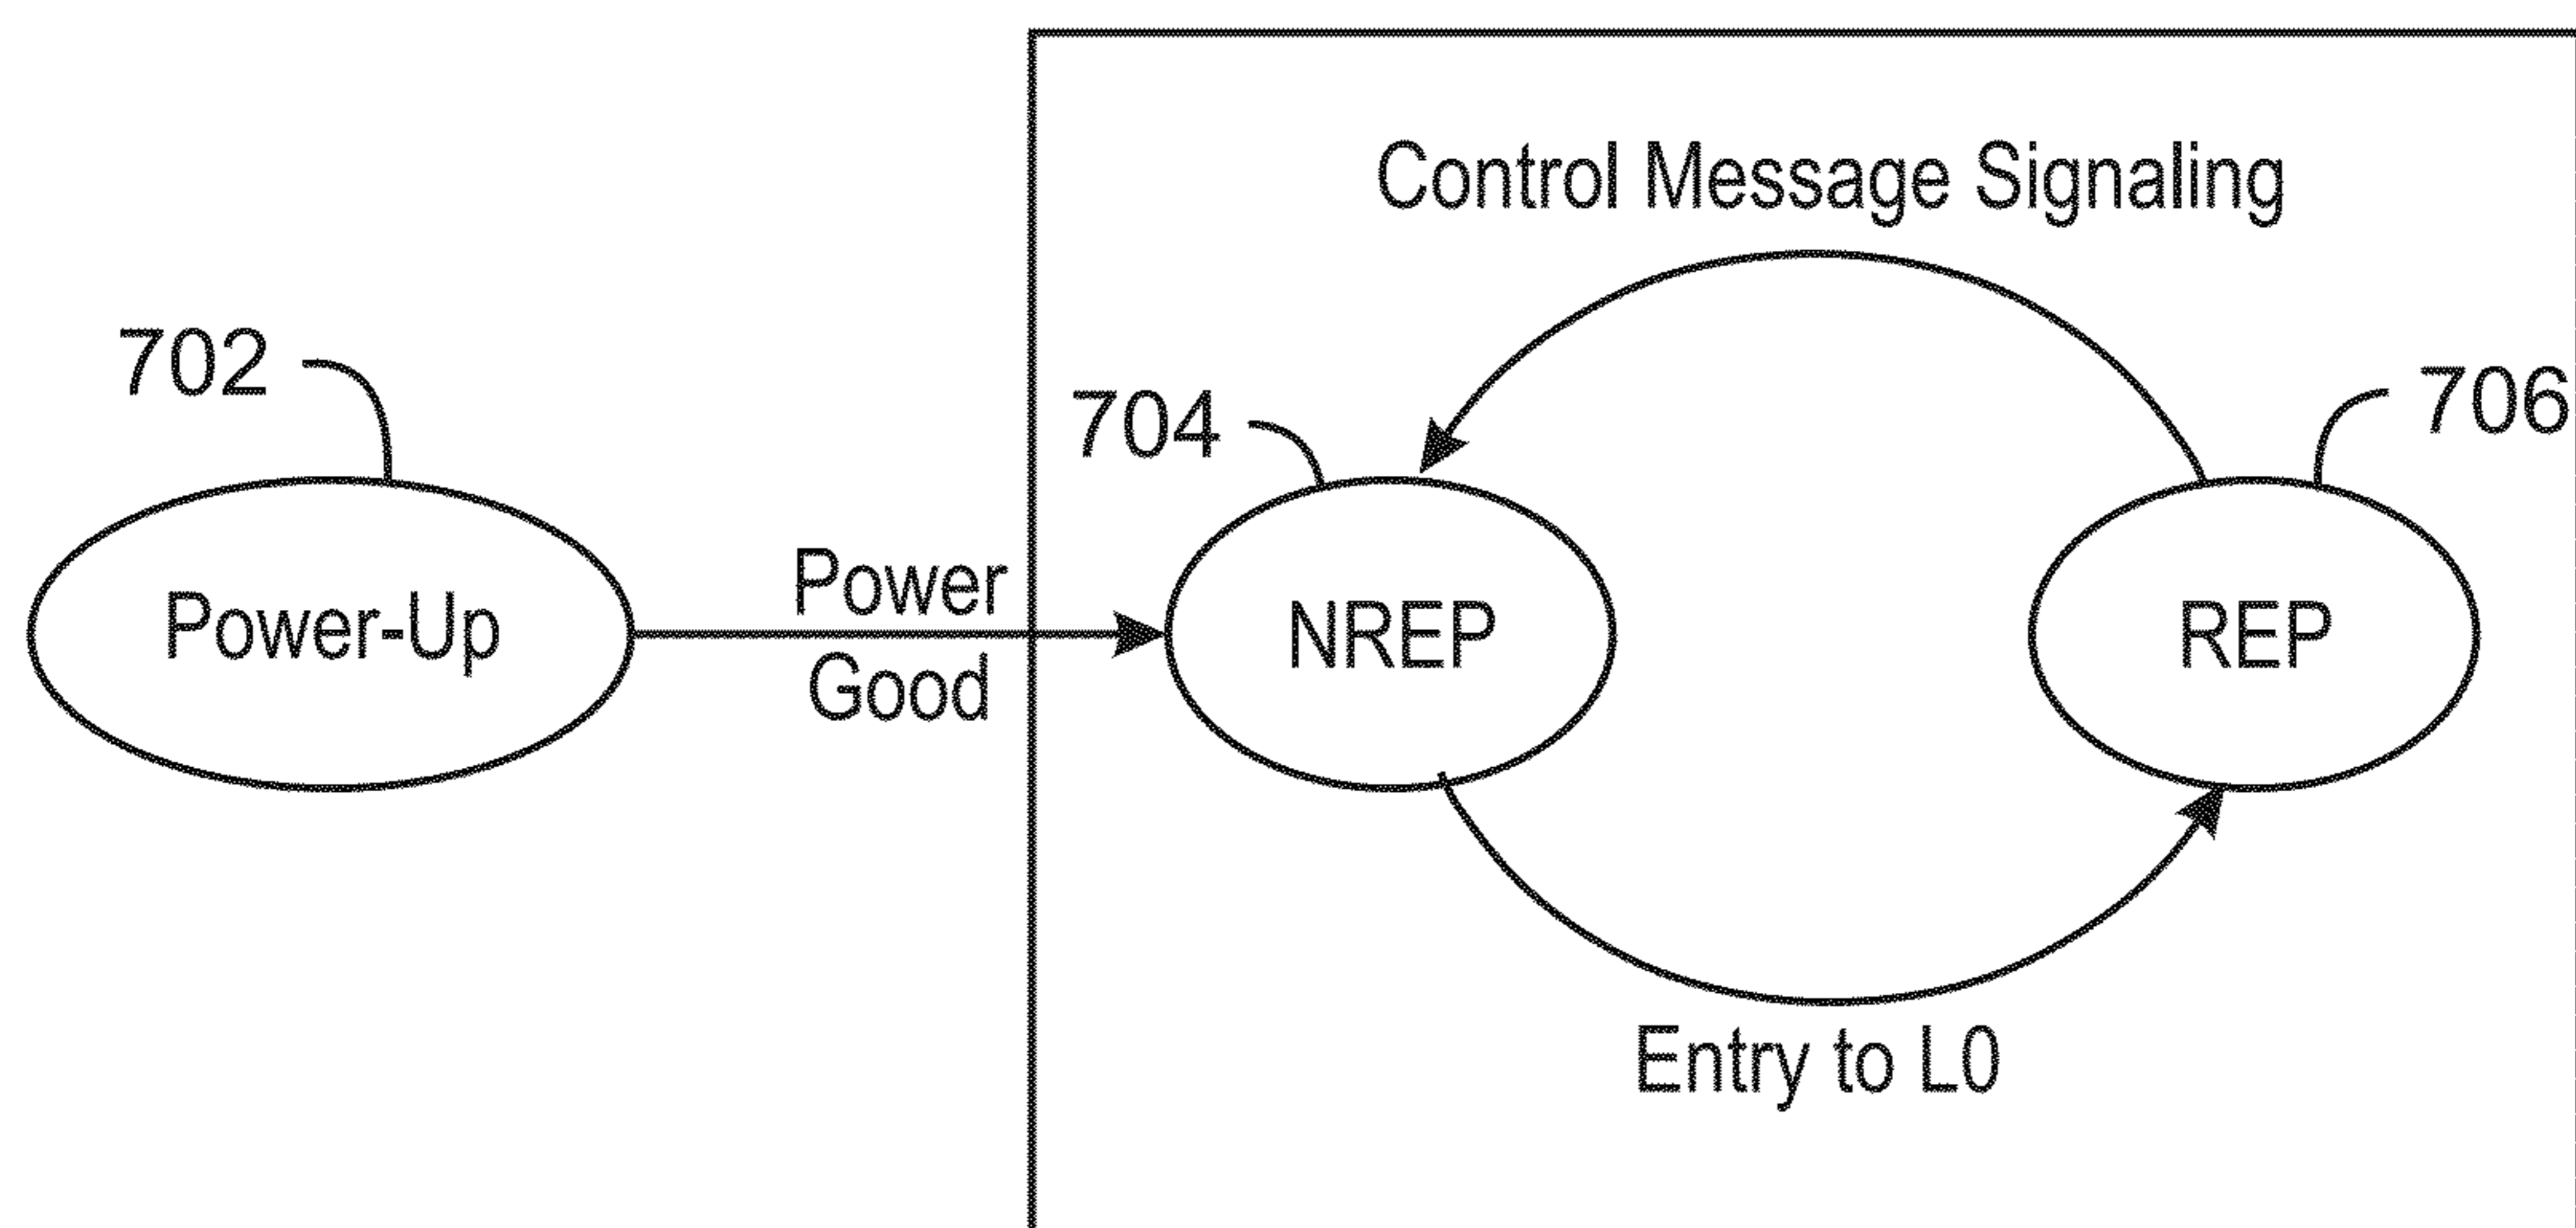 Control Message Signaling
702
704
706
Power-Up
Power
Good
NREP
REP
Entry to L0